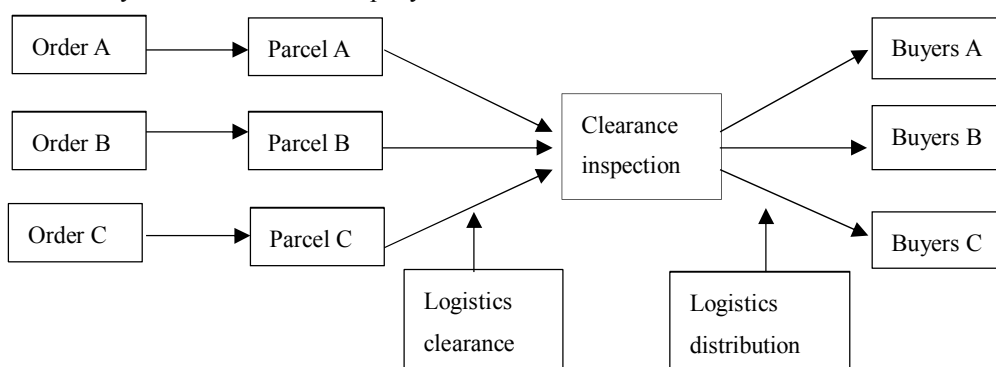 Order A
Parcel A
Buyers A
Order B
Parcel B
Clearance
inspection
Buyers B
Order C
Parcel C
Buyers C
Logistics
clearance
Logistics
distribution